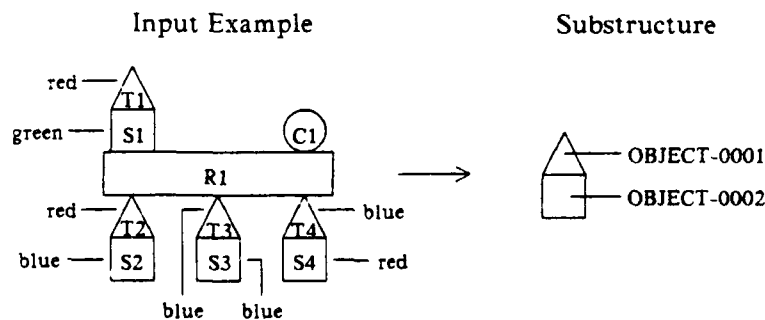 Input Example
Substructure
red
T1
green
S1
C1
OBJECT-0001
R1
OBJECT-0002
red
blue
T2
T3
T4
blue
S2
S3
S4
red
blue
blue